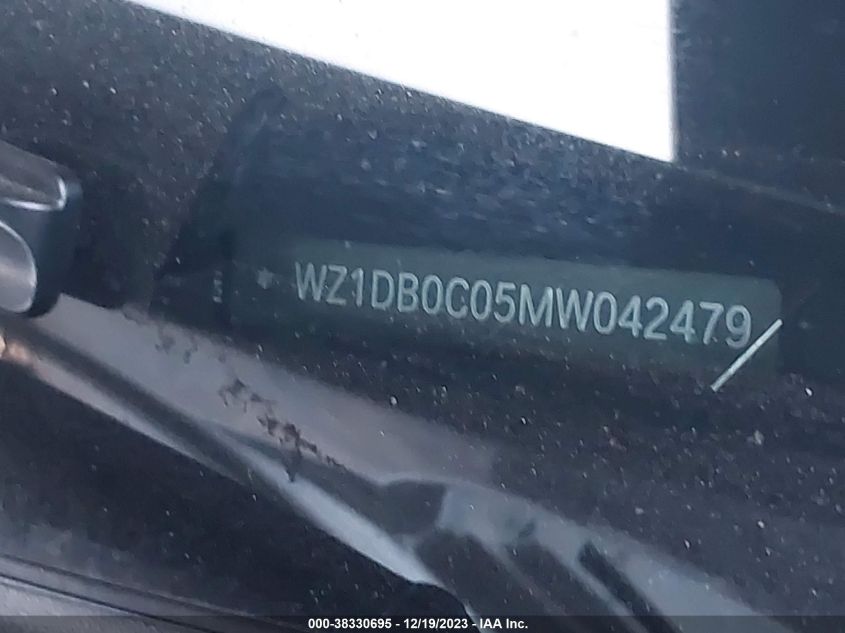 * WZ1DB0C05MW042479
000-38330695 - 12/19/2023 - IAA Inc.